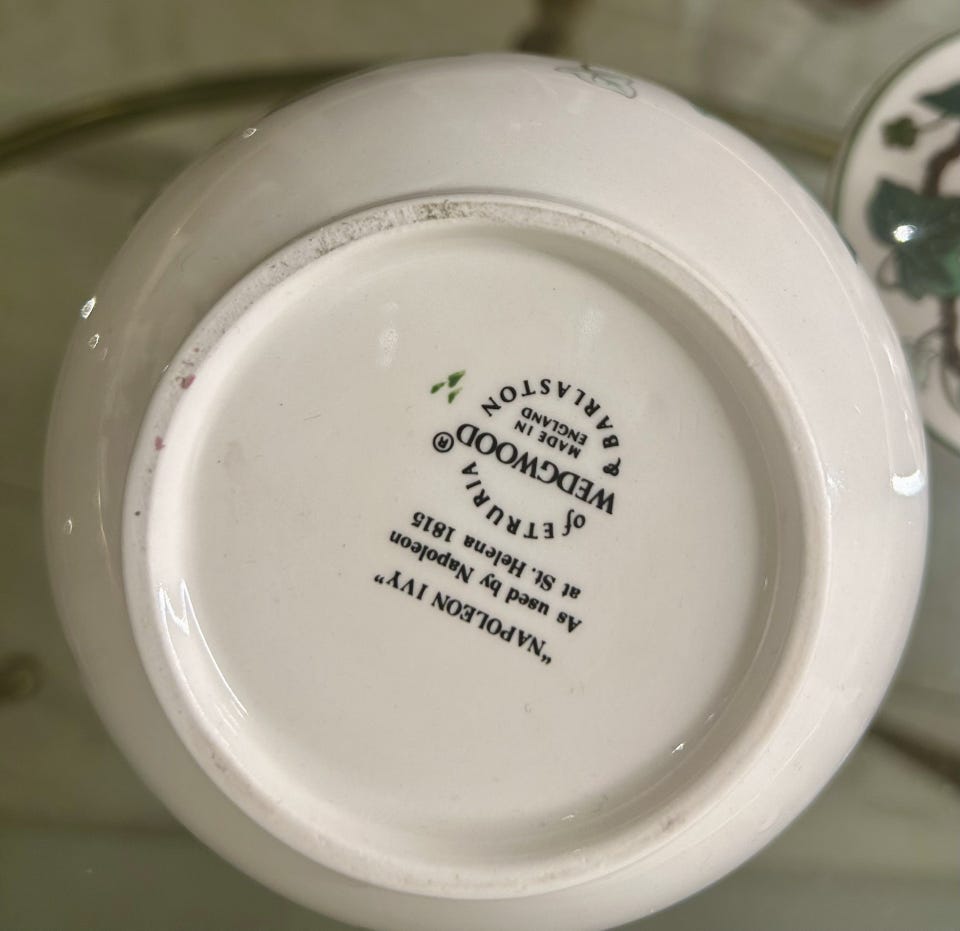 "NAPOLEON IVY"
As used by Napoleon
at St. Helena 1815
of ETRURIA
WEDGWOOD®
MADE IN
ENGLAND
& BARLASTON